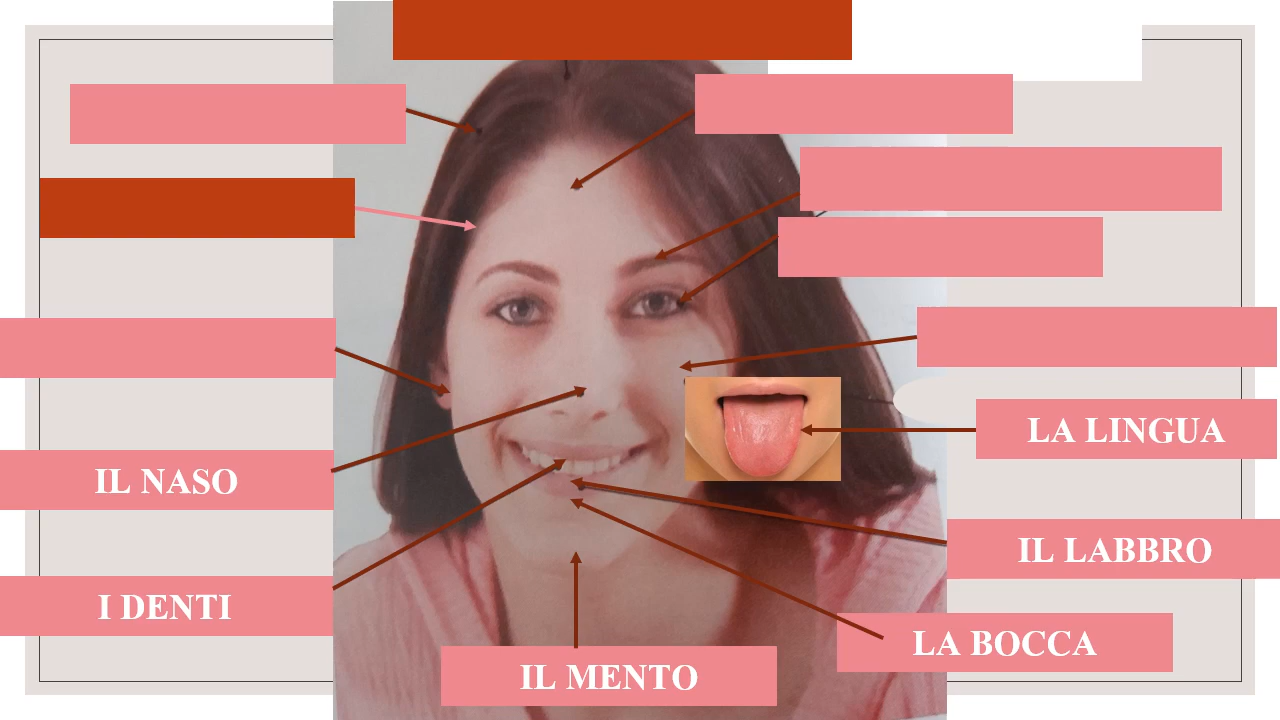 LA LINGUA
IL NASO
IL LABBRO
I DENTI
LA BOCCA
IL MENTO